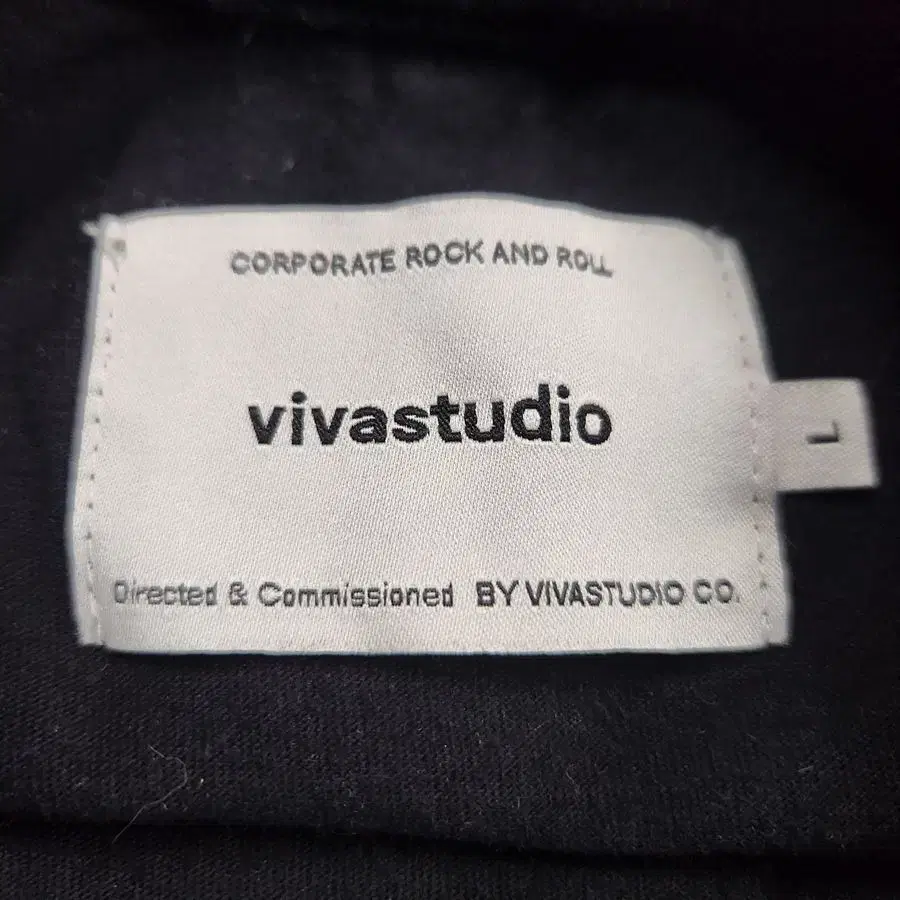 CORPORATE ROCK AND ROLL
vivastudio
L
Directed & Commissioned BY VIVASTUDIO CO.